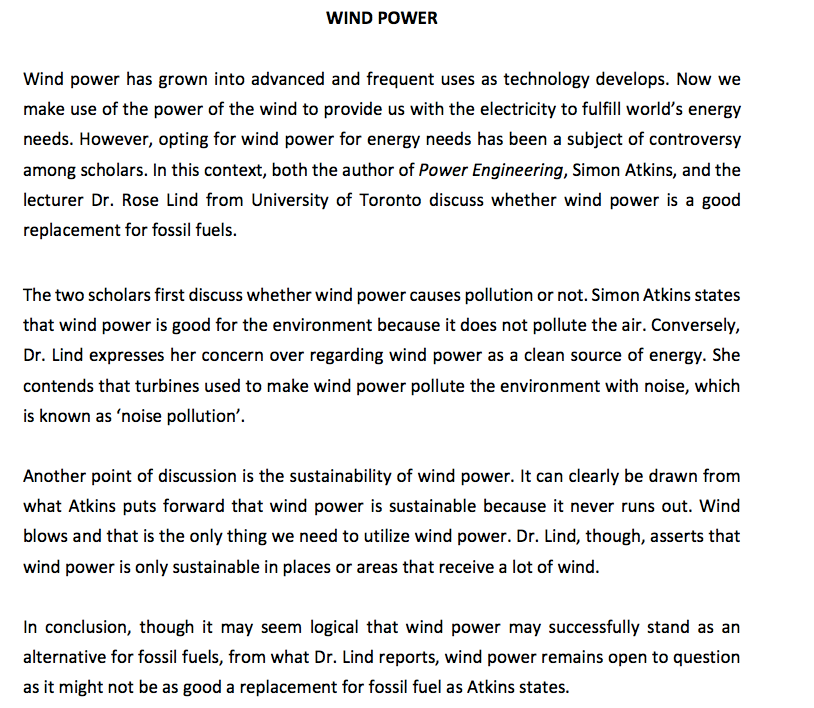 WIND POWER
Wind power has grown into advanced and frequent uses as technology develops. Now we
make use of the power of the wind to provide us with the electricity to fulfill world's energy
needs. However, opting for wind power for energy needs has been a subject of controversy
among scholars. In this context, both the author of Power Engineering, Simon Atkins, and the
lecturer Dr. Rose Lind from University of Toronto discuss whether wind power is a good
replacement for fossil fuels.
The two scholars first discuss whether wind power causes pollution or not. Simon Atkins states
that wind power is good for the environment because it does not pollute the air. Conversely,
Dr. Lind expresses her concern over regarding wind power as a clean source of energy. She
contends that turbines used to make wind power pollute the environment with noise, which
is known as 'noise pollution'.
Another point of discussion is the sustainability of wind power. It can clearly be drawn from
what Atkins puts forward that wind power is sustainable because it never runs out. Wind
blows and that is the only thing we need to utilize wind power. Dr. Lind, though, asserts that
wind power is only sustainable in places or areas that receive a lot of wind.
In conclusion, though it may seem logical that wind power may successfully stand as an
alternative for fossil fuels, from what Dr. Lind reports, wind power remains open to question
as it might not be as good a replacement for fossil fuel as Atkins states.